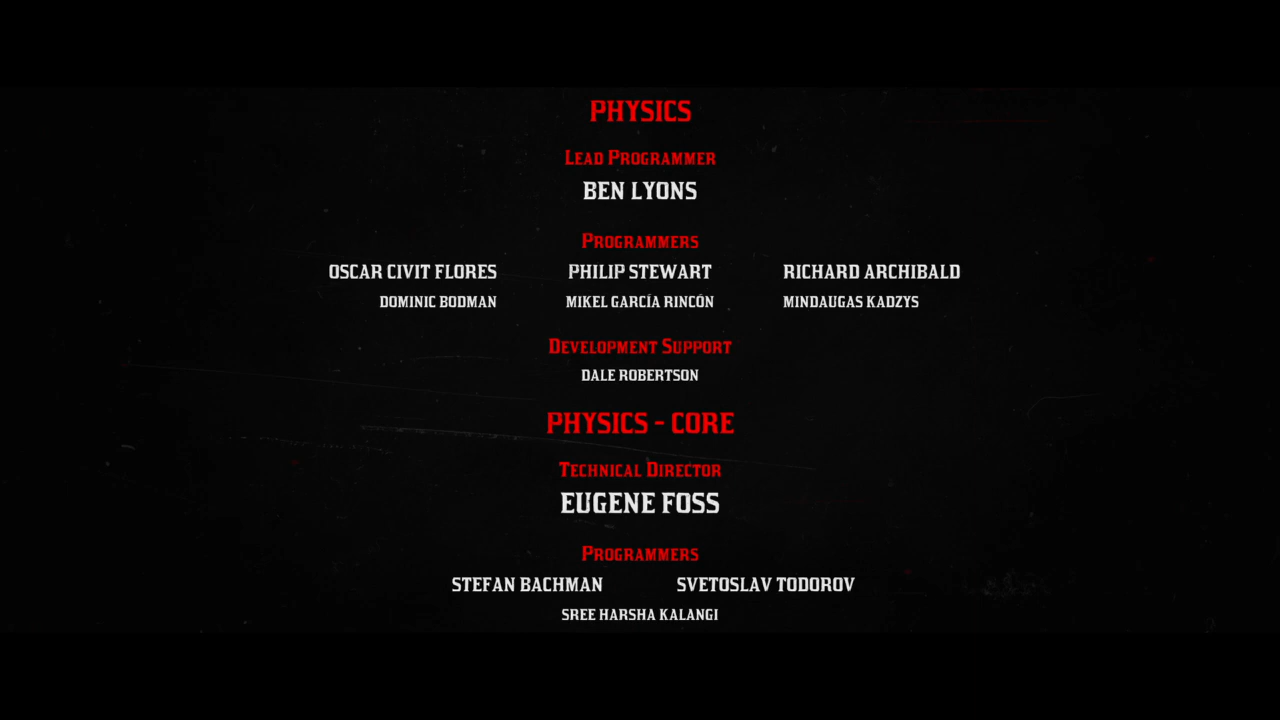 PHYSICS
Lead Programmer
BEN LYONS
Programmers
OSCAR CIVIT FLORES PHILIP STEWART RICHARD ARCHIBALD
DOMINIC BODMAN MIKEL GARCÍA RINCÓN MINDAUGAS KADZYS
Development Support
DALE ROBERTSON
PHYSICS - CORE
Technical Director
EUGENE FOSS
Programmers
STEFAN BACHMAN SVETOSLAV TODOROV
SREE HARSHA KALANGI